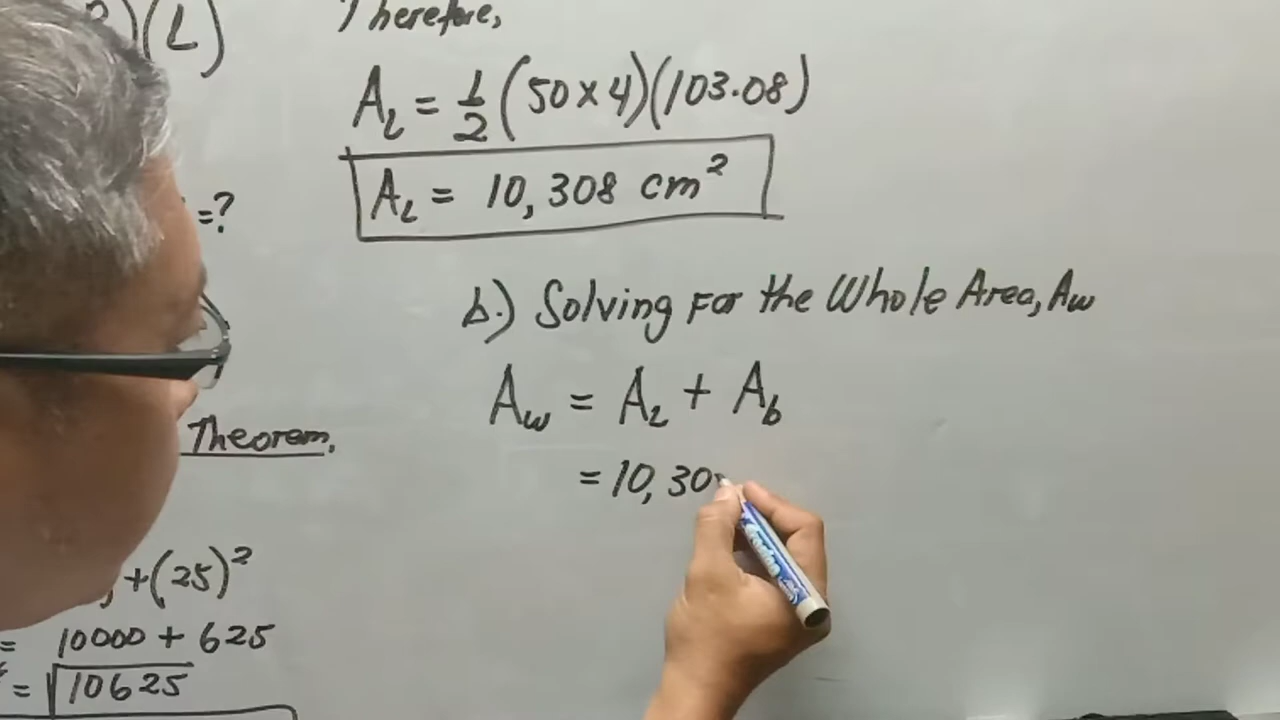 )(L)
Therefore,
A_L = 1/2 (50 x 4)(103.08)
A_L = 10,308 cm²
=?
b.) Solving For the Whole Area, Aw
Aw = A_L + A_b
= 10,30
Theorem.
+(25)²
= 10000 + 625
= √10625